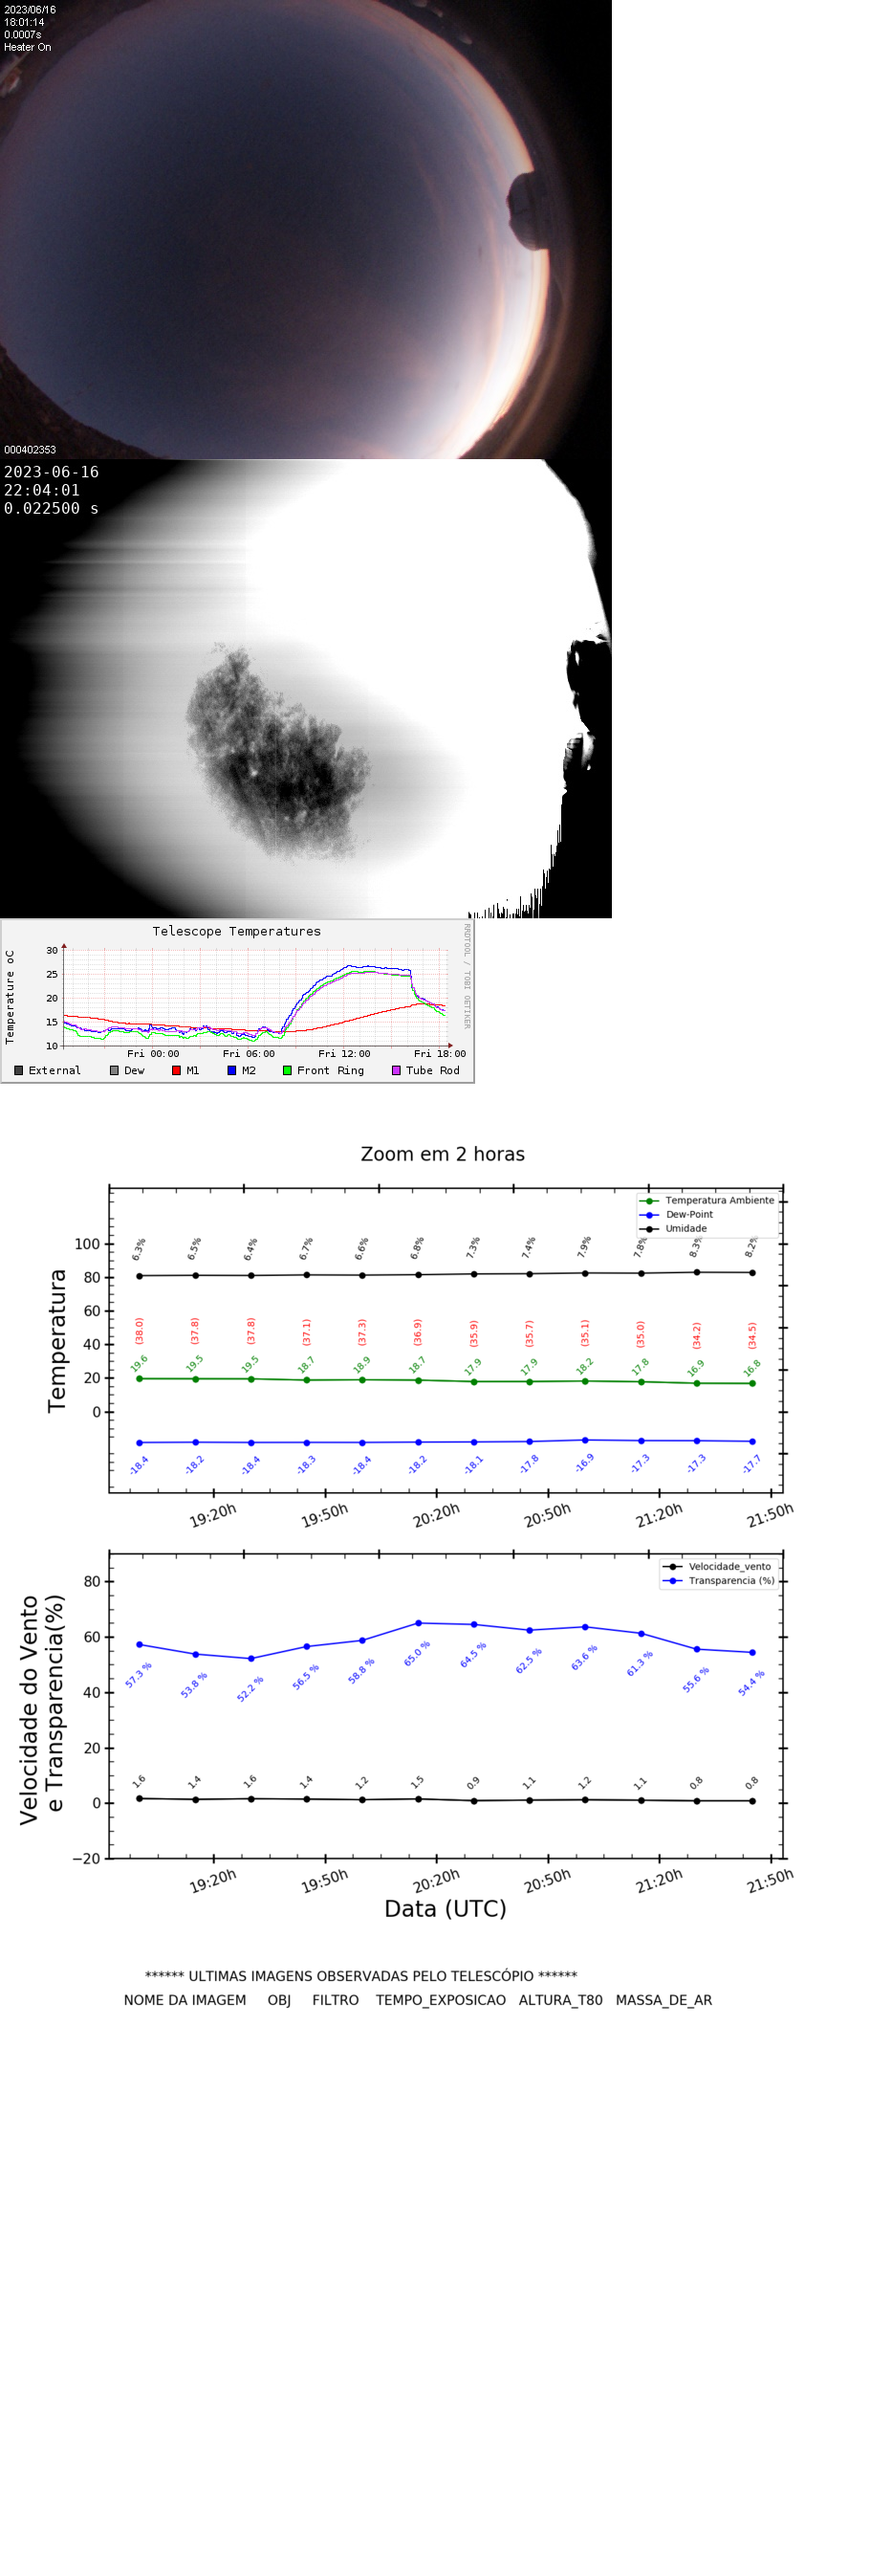 2023/06/16
18:01:14
0.0007s
Heater On
000402353
2023-06-16
22:04:01
0.022500 s
Telescope Temperatures
RRDTOOL / TOBI OETIKER
Temperature oC
30
25
20
15
10
Fri 00:00 Fri 06:00 Fri 12:00 Fri 18:00
External Dew M1 M2 Front Ring Tube Rod
Zoom em 2 horas
Temperatura Ambiente
Dew-Point
Umidade
Temperatura
100
80
60
40
20
0
6.3% 6.5% 6.4% 6.7% 6.6% 6.8% 7.3% 7.4% 7.9% 7.8% 8.3% 8.2%
(38.0) (37.8) (37.8) (37.1) (37.3) (36.9) (35.9) (35.7) (35.1) (35.0) (34.2) (34.5)
19.6 19.5 19.5 18.7 18.9 18.7 17.9 17.9 18.2 17.8 16.9 16.8
-18.4 -18.2 -18.4 -18.3 -18.4 -18.2 -18.1 -17.8 -16.9 -17.3 -17.3 -17.7
19:20h 19:50h 20:20h 20:50h 21:20h 21:50h
Velocidade_vento
Transparencia (%)
Velocidade do Vento
e Transparencia(%)
80
60
40
20
0
−20
57.3 % 53.8 % 52.2 % 56.5 % 58.8 % 65.0 % 64.5 % 62.5 % 63.6 % 61.3 % 55.6 % 54.4 %
1.6 1.4 1.6 1.4 1.2 1.5 0.9 1.1 1.2 1.1 0.8 0.8
19:20h 19:50h 20:20h 20:50h 21:20h 21:50h
Data (UTC)
****** ULTIMAS IMAGENS OBSERVADAS PELO TELESCÓPIO ******
NOME DA IMAGEM OBJ FILTRO TEMPO_EXPOSICAO ALTURA_T80 MASSA_DE_AR